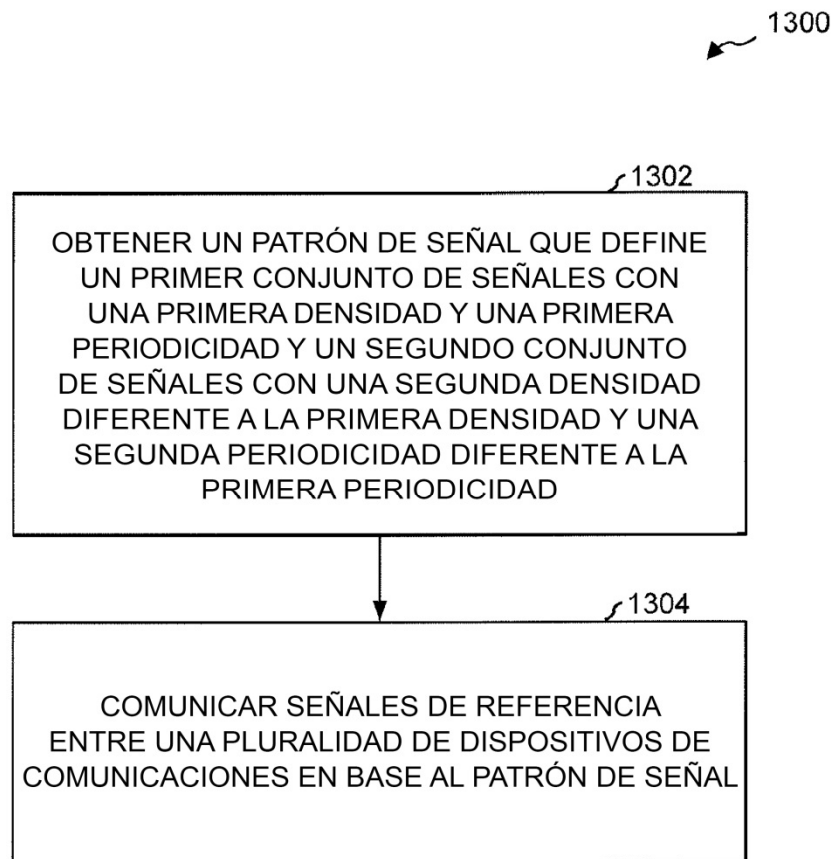 1300
1302
OBTENER UN PATRÓN DE SEÑAL QUE DEFINE
UN PRIMER CONJUNTO DE SEÑALES CON
UNA PRIMERA DENSIDAD Y UNA PRIMERA
PERIODICIDAD Y UN SEGUNDO CONJUNTO
DE SEÑALES CON UNA SEGUNDA DENSIDAD
DIFERENTE A LA PRIMERA DENSIDAD Y UNA
SEGUNDA PERIODICIDAD DIFERENTE A LA
PRIMERA PERIODICIDAD
1304
COMUNICAR SEÑALES DE REFERENCIA
ENTRE UNA PLURALIDAD DE DISPOSITIVOS DE
COMUNICACIONES EN BASE AL PATRÓN DE SEÑAL